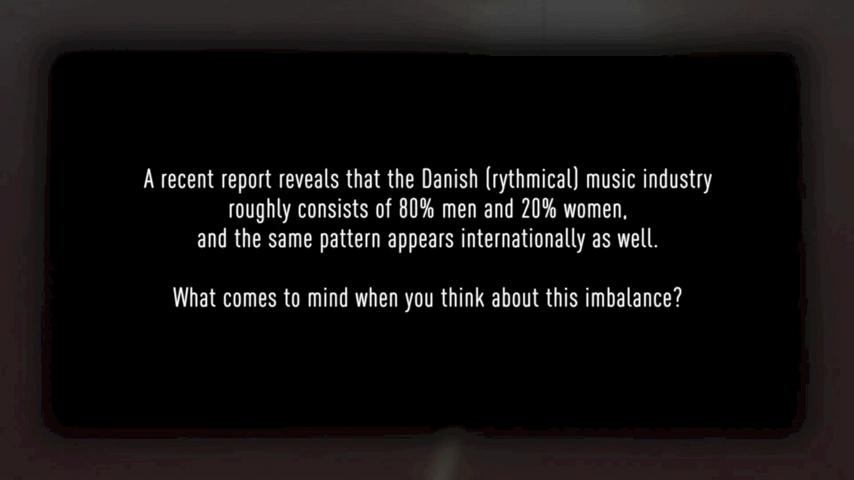 A recent report reveals that the Danish (rythmical) music industry
roughly consists of 80% men and 20% women,
and the same pattern appears internationally as well.
What comes to mind when you think about this imbalance?